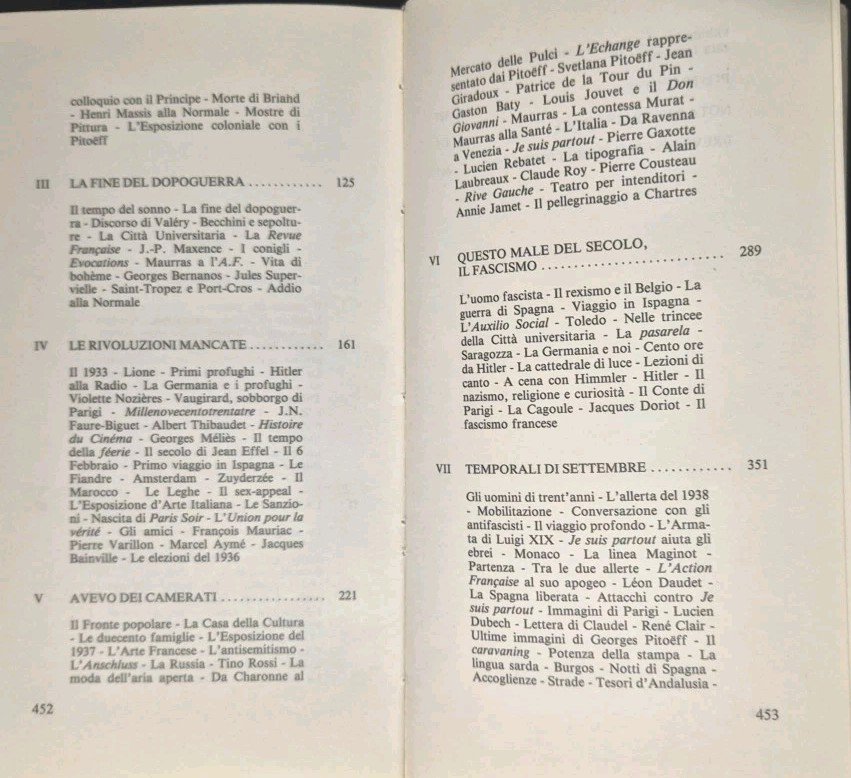 colloquio con il Principe - Morte di Briand
- Henri Massis alla Normale - Mostre di
Pittura - L'Esposizione coloniale con i
Pitoëff
III LA FINE DEL DOPOGUERRA ............ 125
Il tempo del sonno - La fine del dopoguer-
ra - Discorso di Valéry - Becchini e sepoltu-
re - La Città Universitaria - La Revue
Française - J.-P. Maxence - I conigli -
Evocations - Maurras a l'A.F. - Vita di
bohème - Georges Bernanos - Jules Super-
vielle - Saint-Tropez e Port-Cros - Addio
alla Normale
IV LE RIVOLUZIONI MANCATE ............ 161
Il 1933 - Lione - Primi profughi - Hitler
alla Radio - La Germania e i profughi -
Violette Nozières - Vaugirard, sobborgo di
Parigi - Millenovecentotrentatre - J.N.
Faure-Biguet - Albert Thibaudet - Histoire
du Cinéma - Georges Méliès - Il tempo
della féerie - Il secolo di Jean Effel - Il 6
Febbraio - Primo viaggio in Ispagna - Le
Fiandre - Amsterdam - Zuyderzée - Il
Marocco - Le Leghe - Il sex-appeal -
L'Esposizione d'Arte Italiana - Le Sanzio-
ni - Nascita di Paris Soir - L'Union pour la
vérité - Gli amici - François Mauriac -
Pierre Varillon - Marcel Aymé - Jacques
Bainville - Le elezioni del 1936
V AVEVO DEI CAMERATI ................. 221
Il Fronte popolare - La Casa della Cultura
- Le duecento famiglie - L'Esposizione del
1937 - L'Arte Francese - L'antisemitismo -
L'Anschluss - La Russia - Tino Rossi - La
moda dell'aria aperta - Da Charonne al
452
Mercato delle Pulci - L'Echange rappre-
sentato dai Pitoëff - Svetlana Pitoëff - Jean
Giradoux - Patrice de la Tour du Pin -
Gaston Baty - Louis Jouvet e il Don
Giovanni - Maurras - La contessa Murat -
Maurras alla Santé - L'Italia - Da Ravenna
a Venezia - Je suis partout - Pierre Gaxotte
- Lucien Rebatet - La tipografia - Alain
Laubreaux - Claude Roy - Pierre Cousteau
- Rive Gauche - Teatro per intenditori -
Annie Jamet - Il pellegrinaggio a Chartres
VI QUESTO MALE DEL SECOLO,
IL FASCISMO .......................... 289
L'uomo fascista - Il rexismo e il Belgio - La
guerra di Spagna - Viaggio in Ispagna -
L'Auxilio Social - Toledo - Nelle trincee
della Città universitaria - La pasarela -
Saragozza - La Germania e noi - Cento ore
da Hitler - La cattedrale di luce - Lezioni di
canto - A cena con Himmler - Hitler - Il
nazismo, religione e curiosità - Il Conte di
Parigi - La Cagoule - Jacques Doriot - Il
fascismo francese
VII TEMPORALI DI SETTEMBRE ............ 351
Gli uomini di trent'anni - L'allerta del 1938
- Mobilitazione - Conversazione con gli
antifascisti - Il viaggio profondo - L'Arma-
ta di Luigi XIX - Je suis partout aiuta gli
ebrei - Monaco - La linea Maginot -
Partenza - Tra le due allerte - L'Action
Française al suo apogeo - Léon Daudet -
La Spagna liberata - Attacchi contro Je
suis partout - Immagini di Parigi - Lucien
Dubech - Lettera di Claudel - René Clair -
Ultime immagini di Georges Pitoëff - Il
caravaning - Potenza della stampa - La
lingua sarda - Burgos - Notti di Spagna -
Accoglienze - Strade - Tesori d'Andalusia -
453